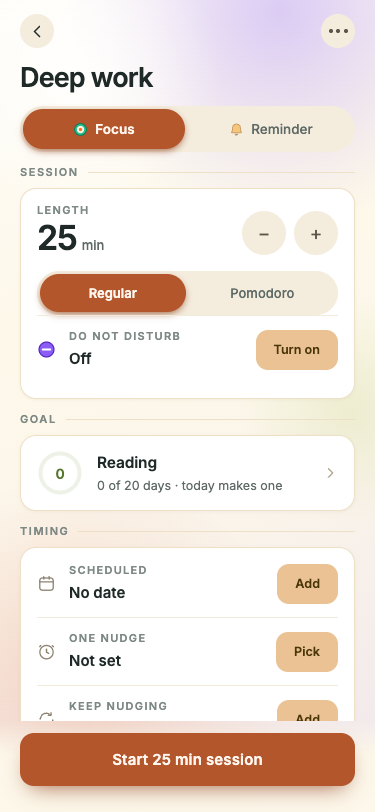 Deep work
Focus
Reminder
SESSION
LENGTH
25 min
−
+
Regular
Pomodoro
DO NOT DISTURB
Off
Turn on
GOAL
0
Reading
0 of 20 days · today makes one
TIMING
SCHEDULED
No date
Add
ONE NUDGE
Not set
Pick
KEEP NUDGING
Add
Start 25 min session